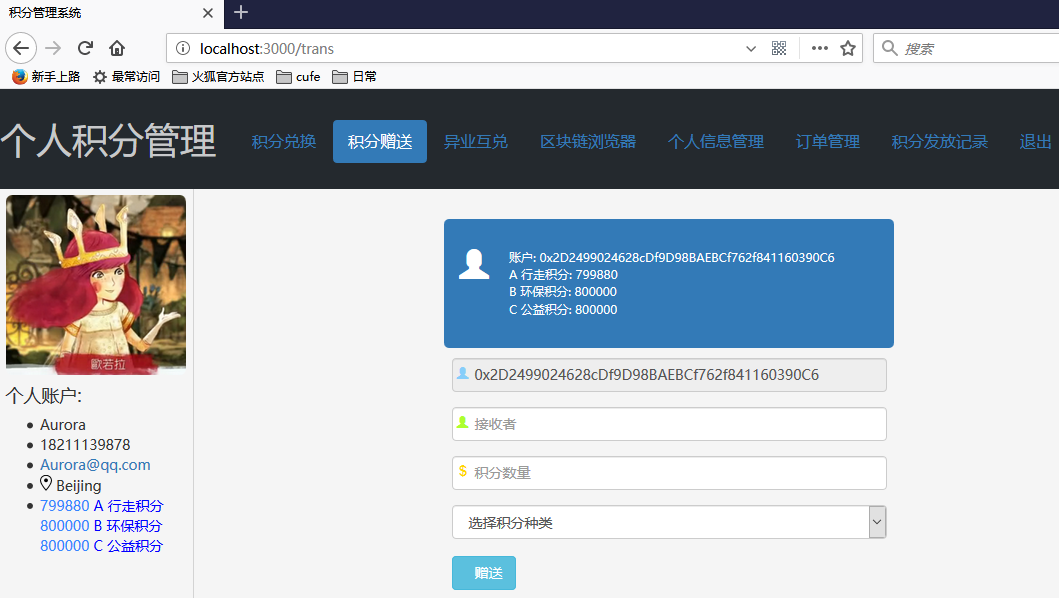 积分管理系统
localhost:3000/trans
搜索
新手上路 最常访问 火狐官方站点 cufe 日常
个人积分管理 积分兑换 积分赠送 异业互兑 区块链浏览器 个人信息管理 订单管理 积分发放记录 退出
歐若拉
个人账户:
Aurora
18211139878
Aurora@qq.com
Beijing
799880 A 行走积分
800000 B 环保积分
800000 C 公益积分
账户: 0x2D2499024628cDf9D98BAEBCf762f841160390C6
A 行走积分: 799880
B 环保积分: 800000
C 公益积分: 800000
0x2D2499024628cDf9D98BAEBCf762f841160390C6
接收者
$ 积分数量
选择积分种类
赠送